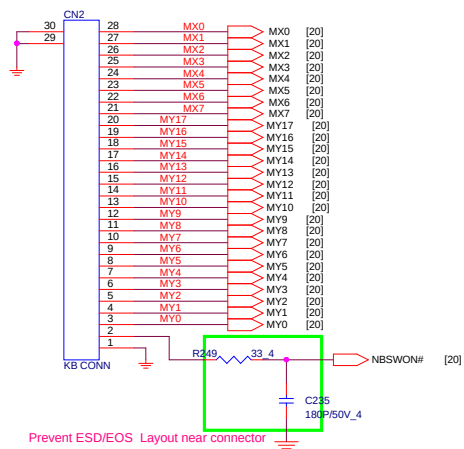 CN2
30
29
28 MX0 MX0 [20]
27 MX1 MX1 [20]
26 MX2 MX2 [20]
25 MX3 MX3 [20]
24 MX4 MX4 [20]
23 MX5 MX5 [20]
22 MX6 MX6 [20]
21 MX7 MX7 [20]
20 MY17 MY17 [20]
19 MY16 MY16 [20]
18 MY15 MY15 [20]
17 MY14 MY14 [20]
16 MY13 MY13 [20]
15 MY12 MY12 [20]
14 MY11 MY11 [20]
13 MY10 MY10 [20]
12 MY9 MY9 [20]
11 MY8 MY8 [20]
10 MY7 MY7 [20]
9 MY6 MY6 [20]
8 MY5 MY5 [20]
7 MY4 MY4 [20]
6 MY3 MY3 [20]
5 MY2 MY2 [20]
4 MY1 MY1 [20]
3 MY0 MY0 [20]
2
1
KB CONN
R249 33_4
NBSWON# [20]
C235
180P/50V_4
Prevent ESD/EOS Layout near connector